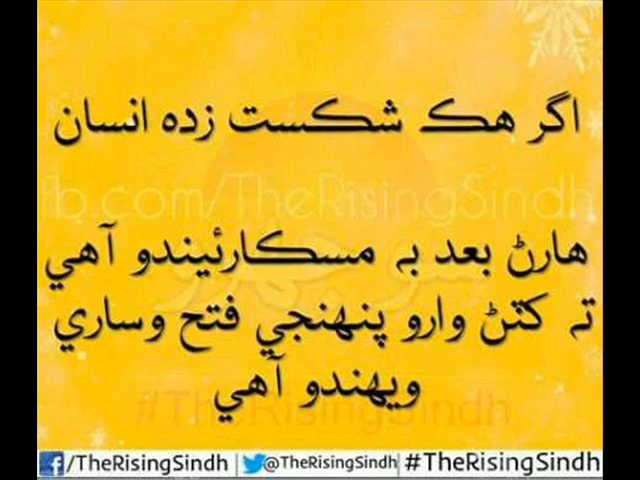 اگر هڪ شڪست زده انسان
fb.com/TheRisingSindh
هارڻ بعد به مسڪارئيندو آهي
ته کٽڻ وارو پنهنجي فتح وساري
ويهندو آهي
#TheRisingSindh
f/TheRisingSindh @TheRisingSindh #TheRisingSindh